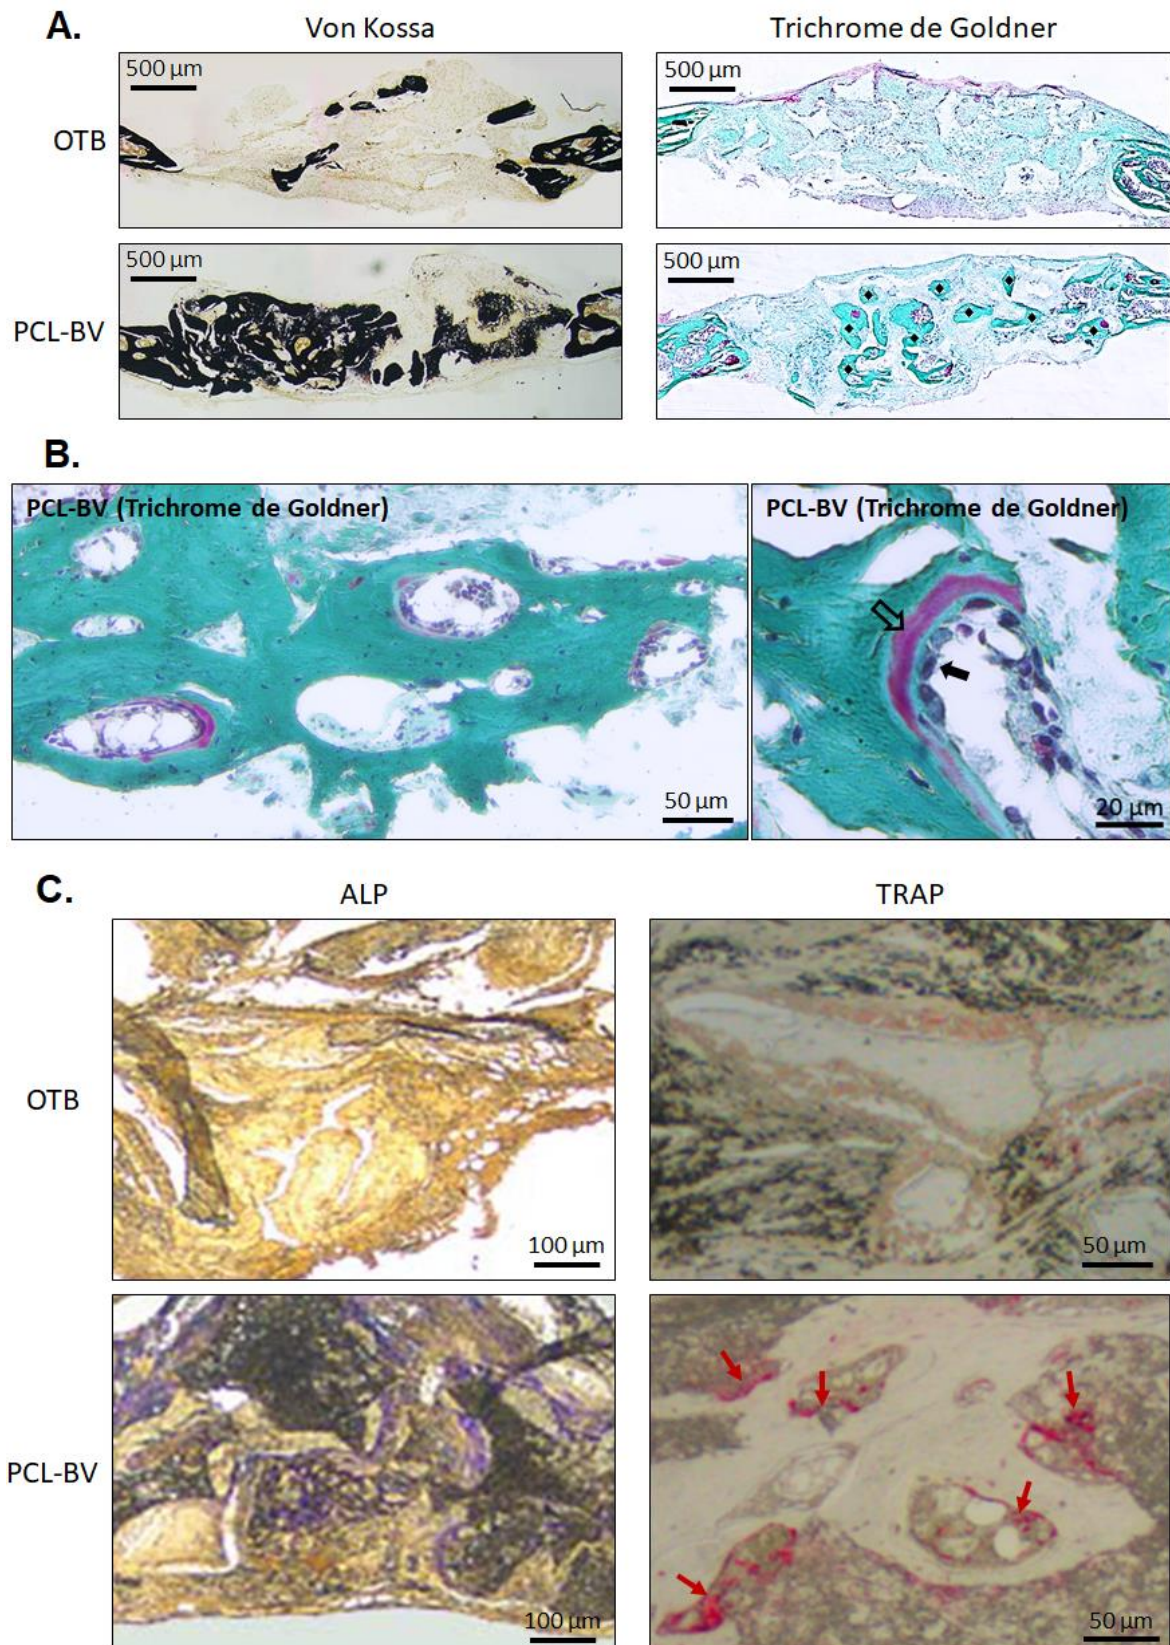 A.
Von Kossa
Trichrome de Goldner
OTB
500 µm
500 µm
PCL-BV
500 µm
500 µm
B.
PCL-BV (Trichrome de Goldner)
50 µm
PCL-BV (Trichrome de Goldner)
20 µm
C.
ALP
TRAP
OTB
100 µm
50 µm
PCL-BV
100 µm
50 µm